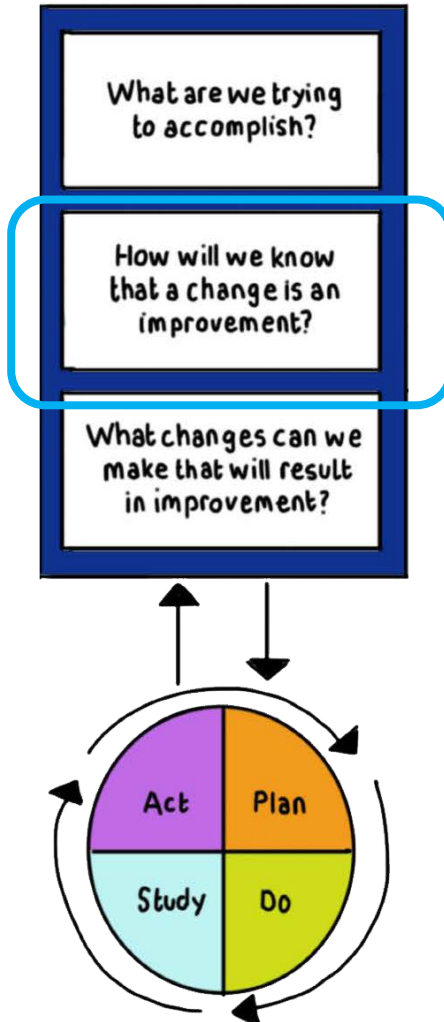 What are we trying
to accomplish?
How will we know
that a change is an
improvement?
What changes can we
make that will result
in improvement?
Act
Plan
Study
Do